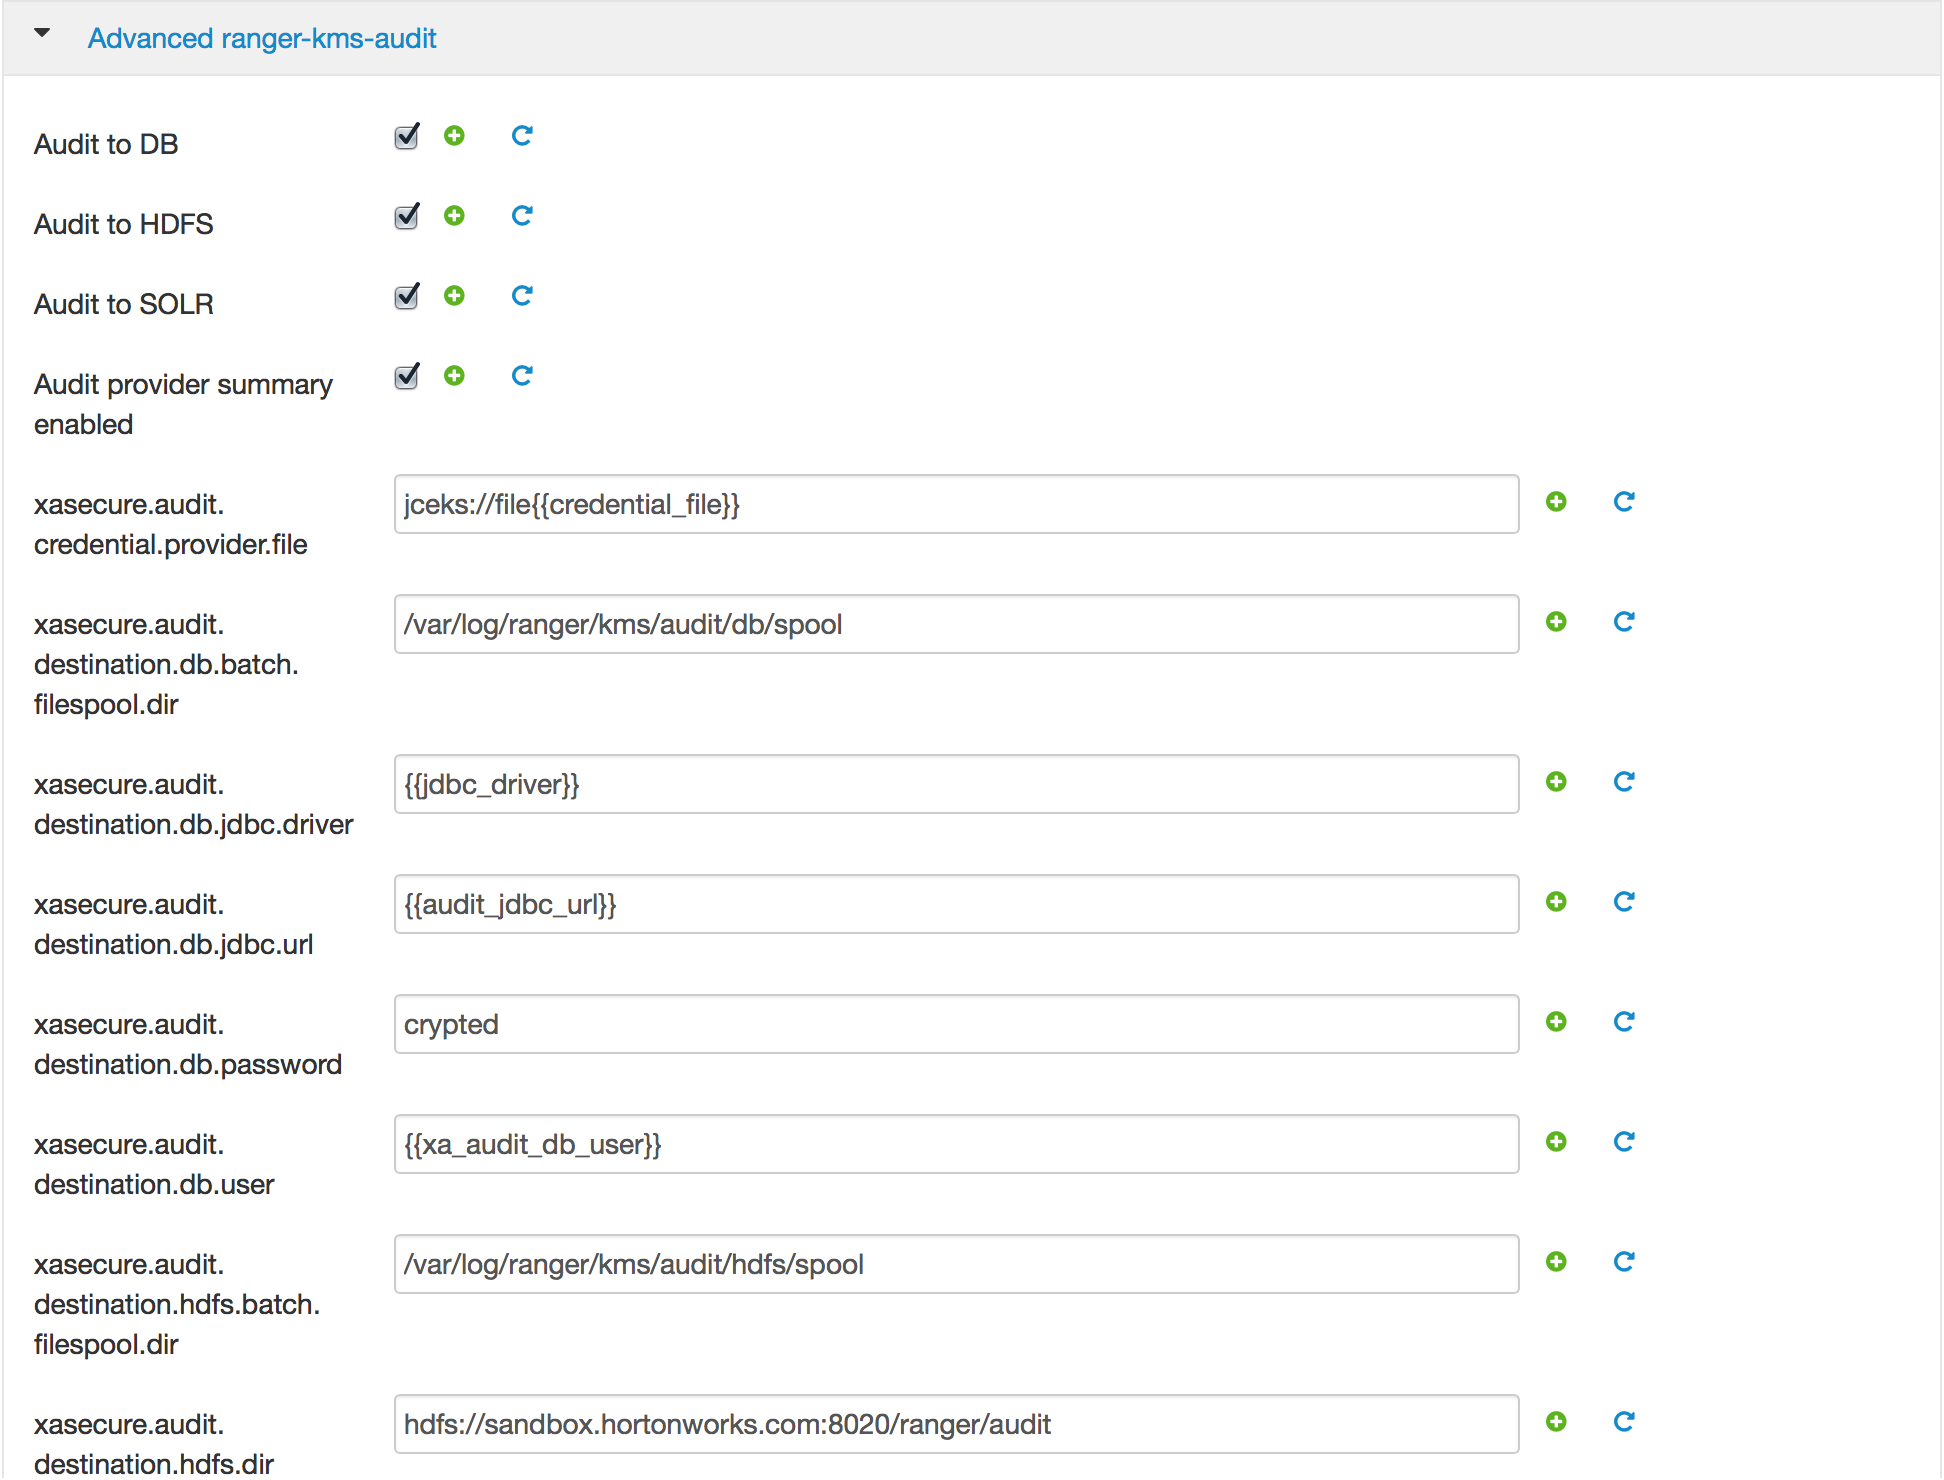 Advanced ranger-kms-audit
Audit to DB
Audit to HDFS
Audit to SOLR
Audit provider summary
enabled
xasecure.audit.
credential.provider.file
jceks://file{{credential_file}}
xasecure.audit.
destination.db.batch.
filespool.dir
/var/log/ranger/kms/audit/db/spool
xasecure.audit.
destination.db.jdbc.driver
{{jdbc_driver}}
xasecure.audit.
destination.db.jdbc.url
{{audit_jdbc_url}}
xasecure.audit.
destination.db.password
crypted
xasecure.audit.
destination.db.user
{{xa_audit_db_user}}
xasecure.audit.
destination.hdfs.batch.
filespool.dir
/var/log/ranger/kms/audit/hdfs/spool
xasecure.audit.
destination.hdfs.dir
hdfs://sandbox.hortonworks.com:8020/ranger/audit